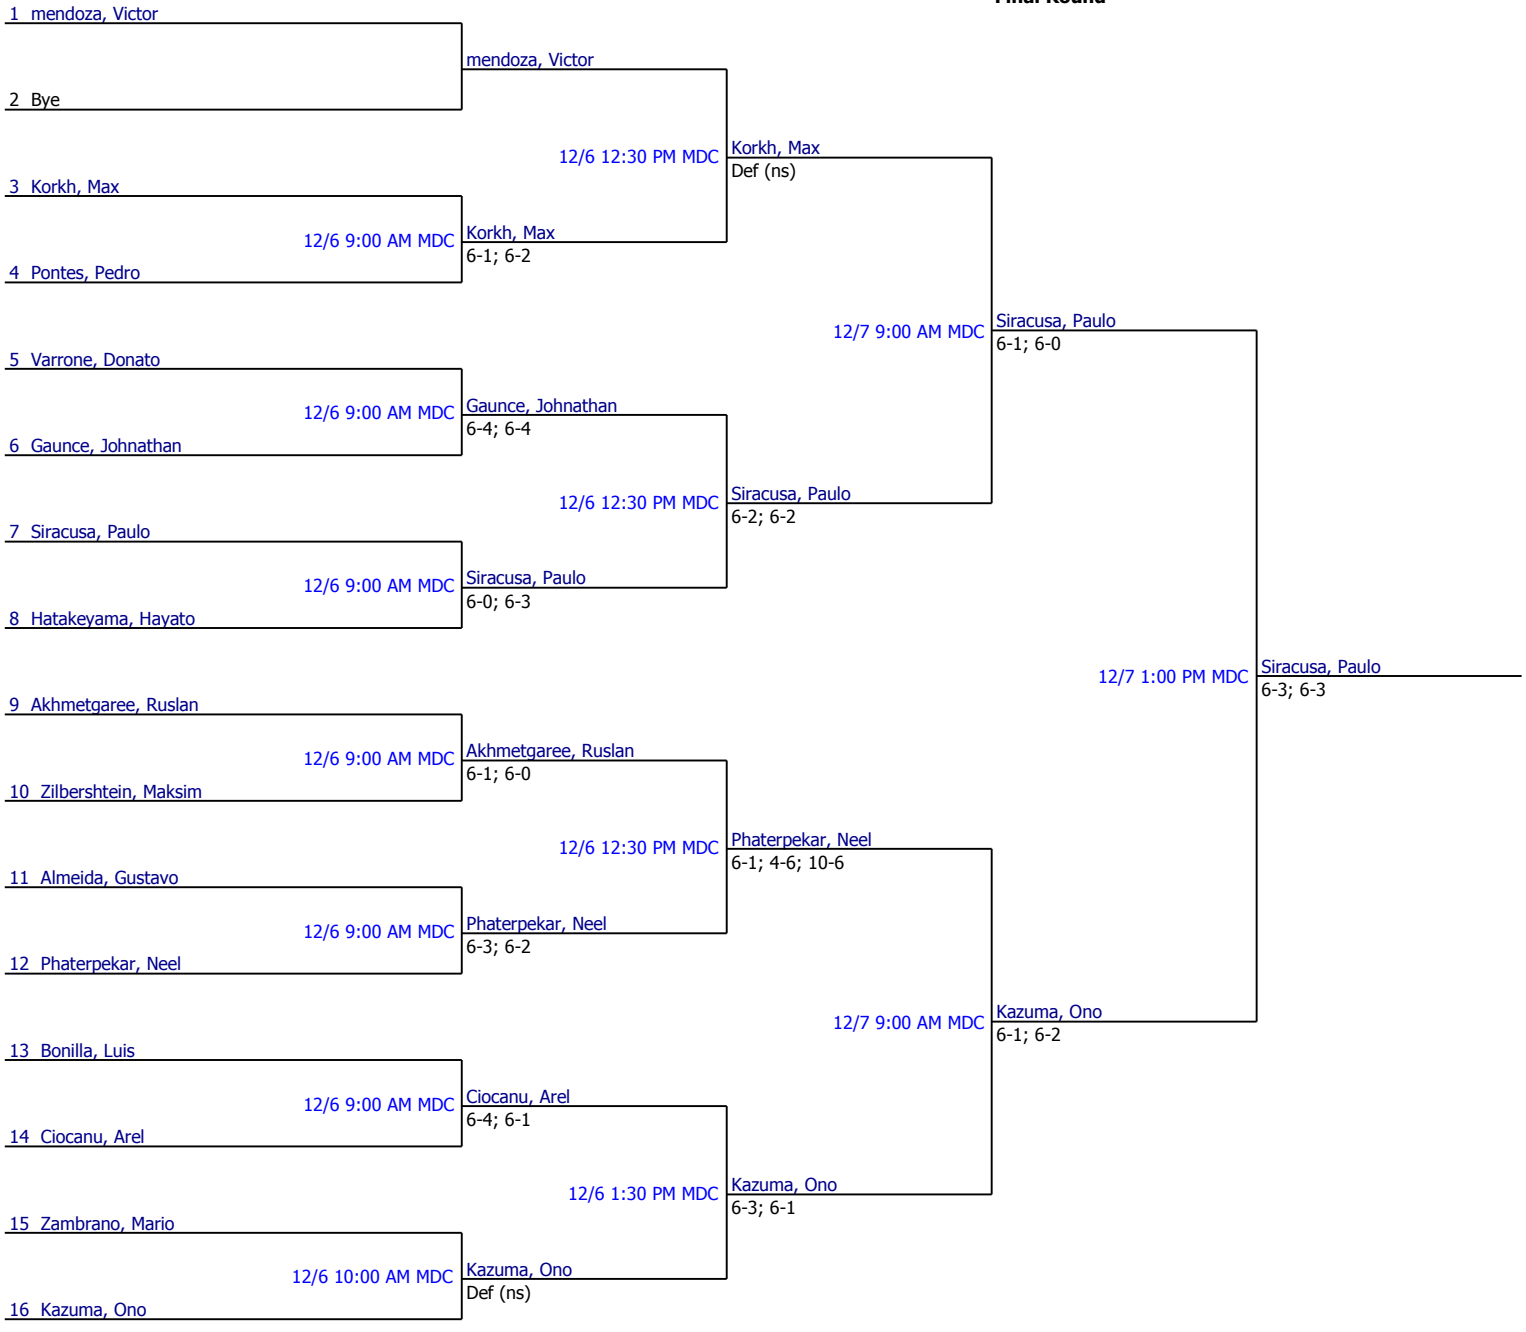 Final Round
1 mendoza, Victor
mendoza, Victor
2 Bye
12/6 12:30 PM MDC
Korkh, Max
Def (ns)
3 Korkh, Max
12/6 9:00 AM MDC
Korkh, Max
6-1; 6-2
4 Pontes, Pedro
12/7 9:00 AM MDC
Siracusa, Paulo
6-1; 6-0
5 Varrone, Donato
12/6 9:00 AM MDC
Gaunce, Johnathan
6-4; 6-4
6 Gaunce, Johnathan
12/6 12:30 PM MDC
Siracusa, Paulo
6-2; 6-2
7 Siracusa, Paulo
12/6 9:00 AM MDC
Siracusa, Paulo
6-0; 6-3
8 Hatakeyama, Hayato
12/7 1:00 PM MDC
Siracusa, Paulo
6-3; 6-3
9 Akhmetgaree, Ruslan
12/6 9:00 AM MDC
Akhmetgaree, Ruslan
6-1; 6-0
10 Zilbershtein, Maksim
12/6 12:30 PM MDC
Phaterpekar, Neel
6-1; 4-6; 10-6
11 Almeida, Gustavo
12/6 9:00 AM MDC
Phaterpekar, Neel
6-3; 6-2
12 Phaterpekar, Neel
12/7 9:00 AM MDC
Kazuma, Ono
6-1; 6-2
13 Bonilla, Luis
12/6 9:00 AM MDC
Ciocanu, Arel
6-4; 6-1
14 Ciocanu, Arel
12/6 1:30 PM MDC
Kazuma, Ono
6-3; 6-1
15 Zambrano, Mario
12/6 10:00 AM MDC
Kazuma, Ono
Def (ns)
16 Kazuma, Ono